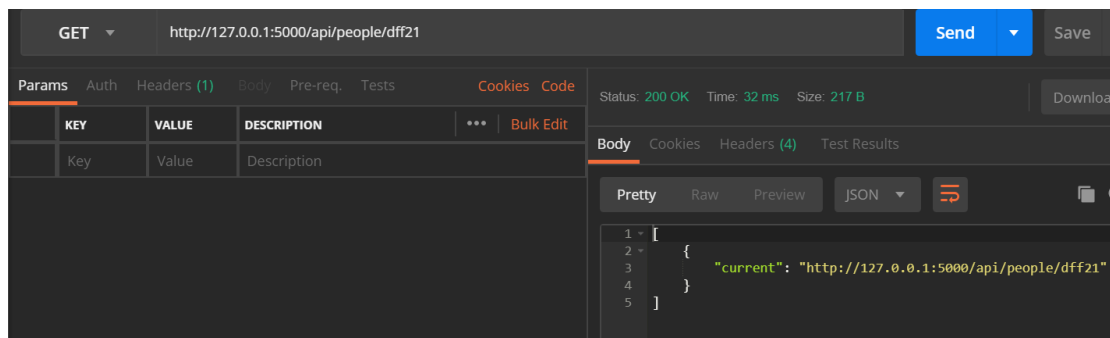 GET http://127.0.0.1:5000/api/people/dff21 Send Save
Params Auth Headers (1) Body Pre-req. Tests Cookies Code
KEY VALUE DESCRIPTION ••• Bulk Edit
Key Value Description
Status: 200 OK Time: 32 ms Size: 217 B Downloa
Body Cookies Headers (4) Test Results
Pretty Raw Preview JSON
1 [
2 {
3 "current": "http://127.0.0.1:5000/api/people/dff21"
4 }
5 ]